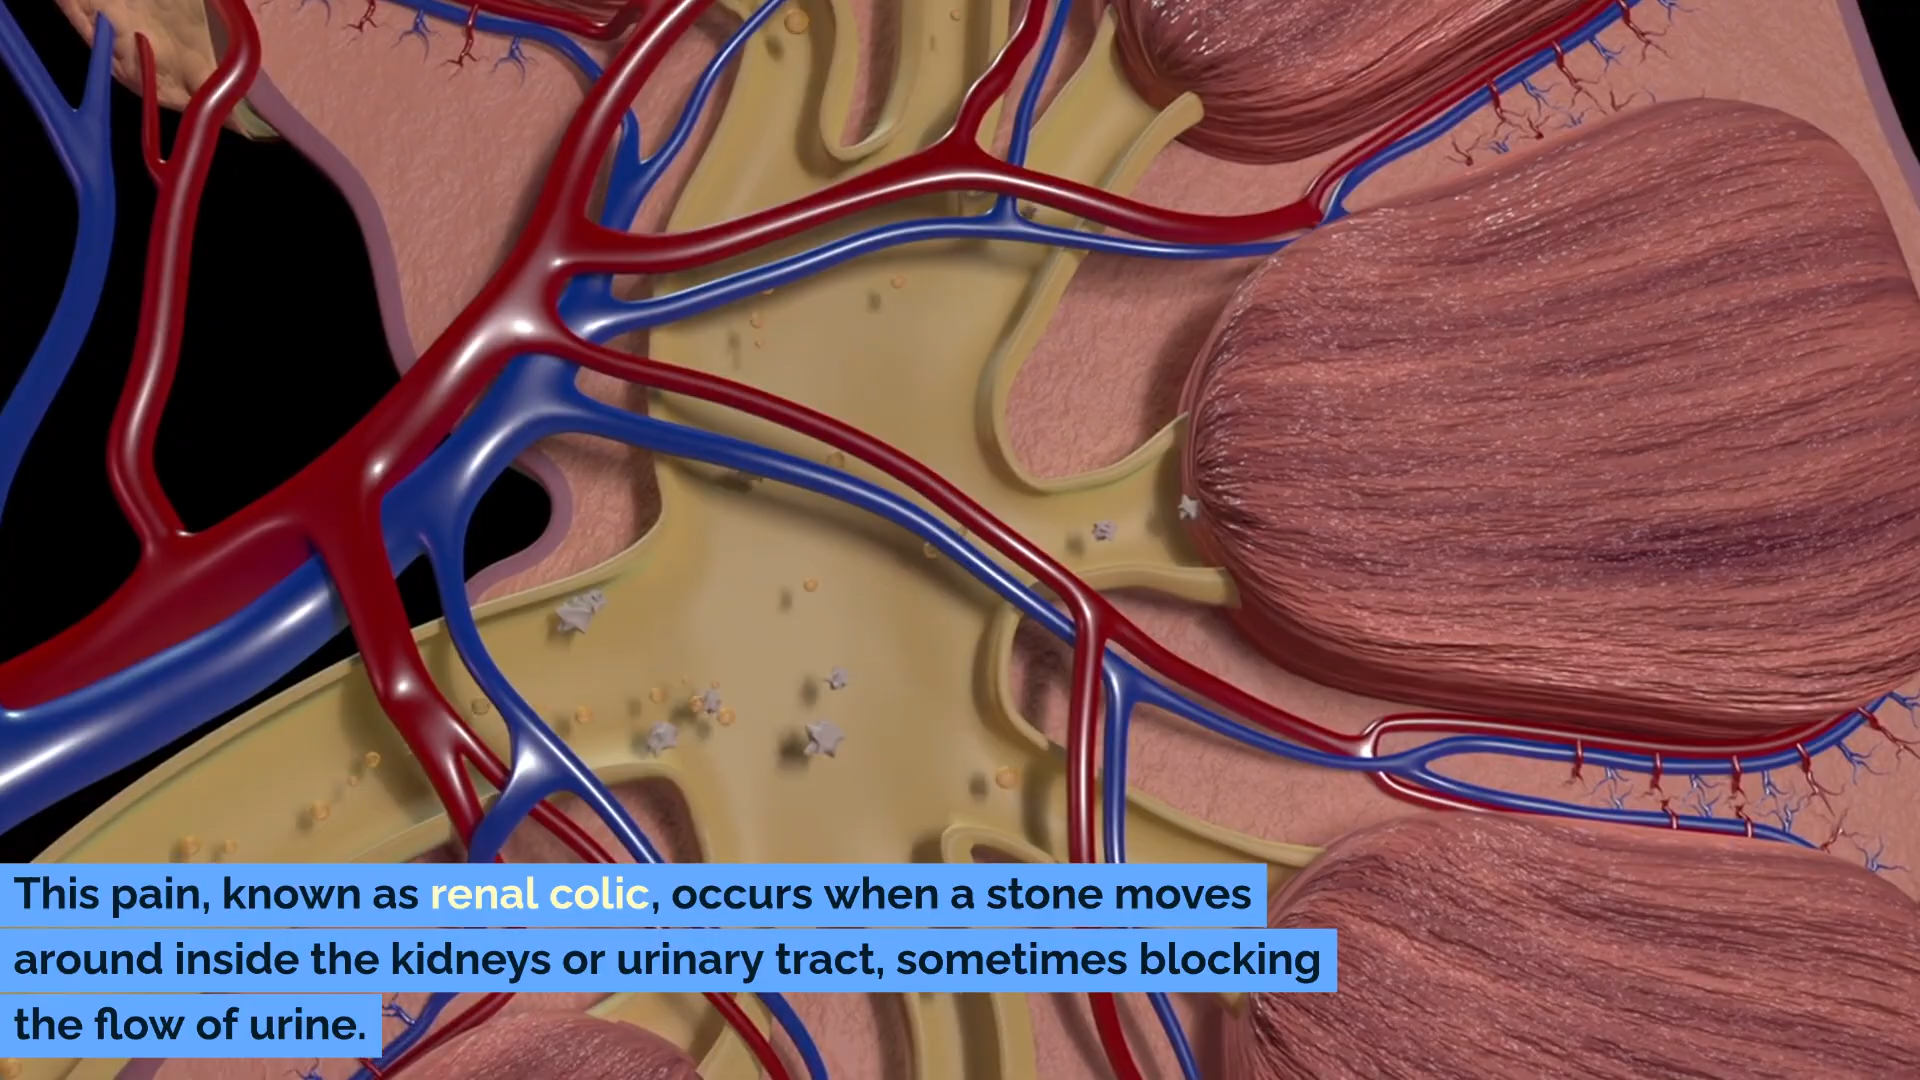 This pain, known as renal colic, occurs when a stone moves
around inside the kidneys or urinary tract, sometimes blocking
the flow of urine.